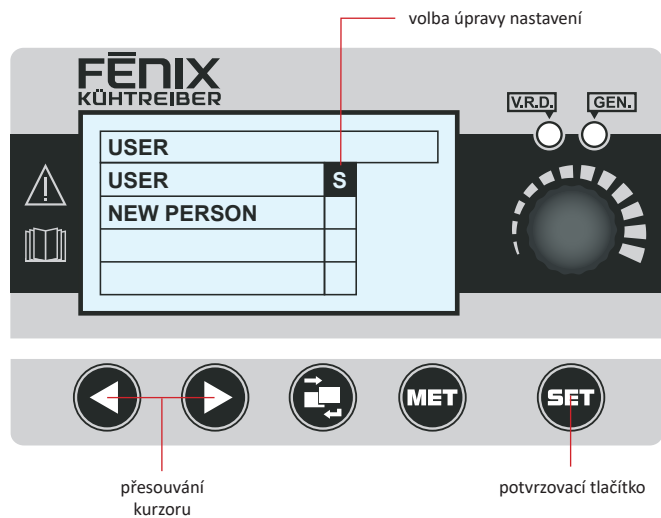 volba úpravy nastavení
FĒNIX
KÜHTREIBER
V.R.D.
GEN.
USER
USER S
NEW PERSON
MET
SET
přesouvání
kurzoru
potvrzovací tlačítko